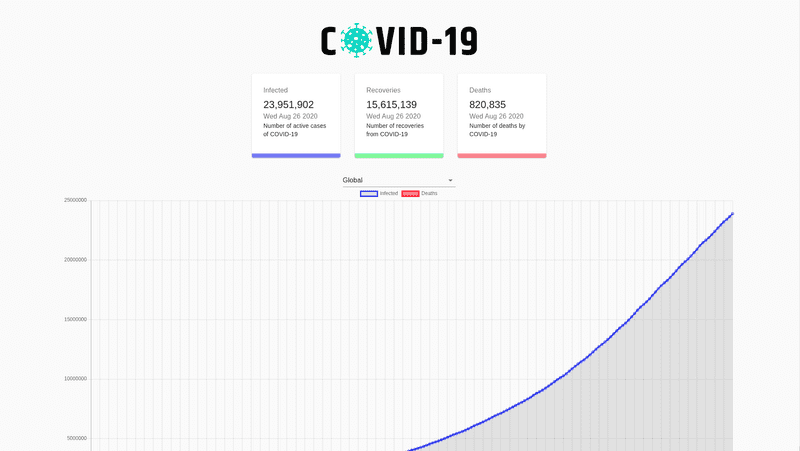 COVID-19
Infected
23,951,902
Wed Aug 26 2020
Number of active cases
of COVID-19
Recoveries
15,615,139
Wed Aug 26 2020
Number of recoveries
from COVID-19
Deaths
820,835
Wed Aug 26 2020
Number of deaths by
COVID-19
Global
Infected Deaths
25000000
20000000
15000000
10000000
5000000